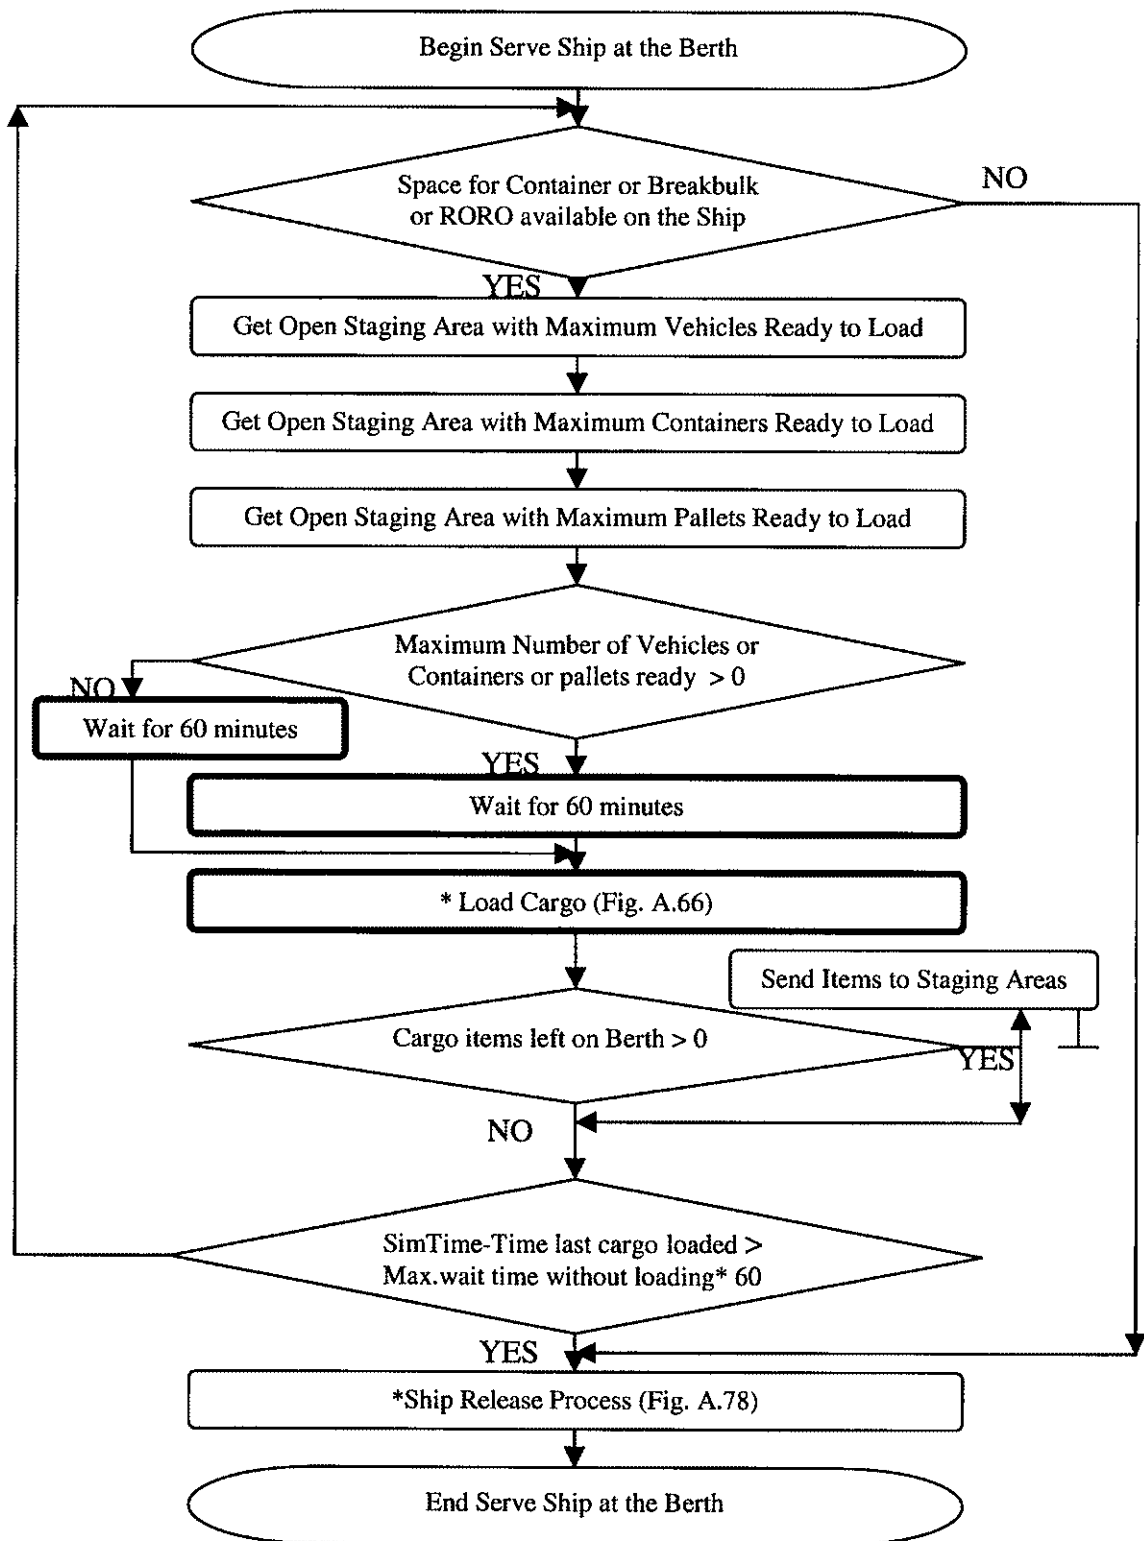 Begin Serve Ship at the Berth
Space for Container or Breakbulk
or RORO available on the Ship
NO
YES
Get Open Staging Area with Maximum Vehicles Ready to Load
Get Open Staging Area with Maximum Containers Ready to Load
Get Open Staging Area with Maximum Pallets Ready to Load
Maximum Number of Vehicles or
Containers or pallets ready > 0
NO
Wait for 60 minutes
YES
Wait for 60 minutes
* Load Cargo (Fig. A.66)
Send Items to Staging Areas
Cargo items left on Berth > 0
YES
NO
SimTime-Time last cargo loaded >
Max.wait time without loading* 60
YES
*Ship Release Process (Fig. A.78)
End Serve Ship at the Berth